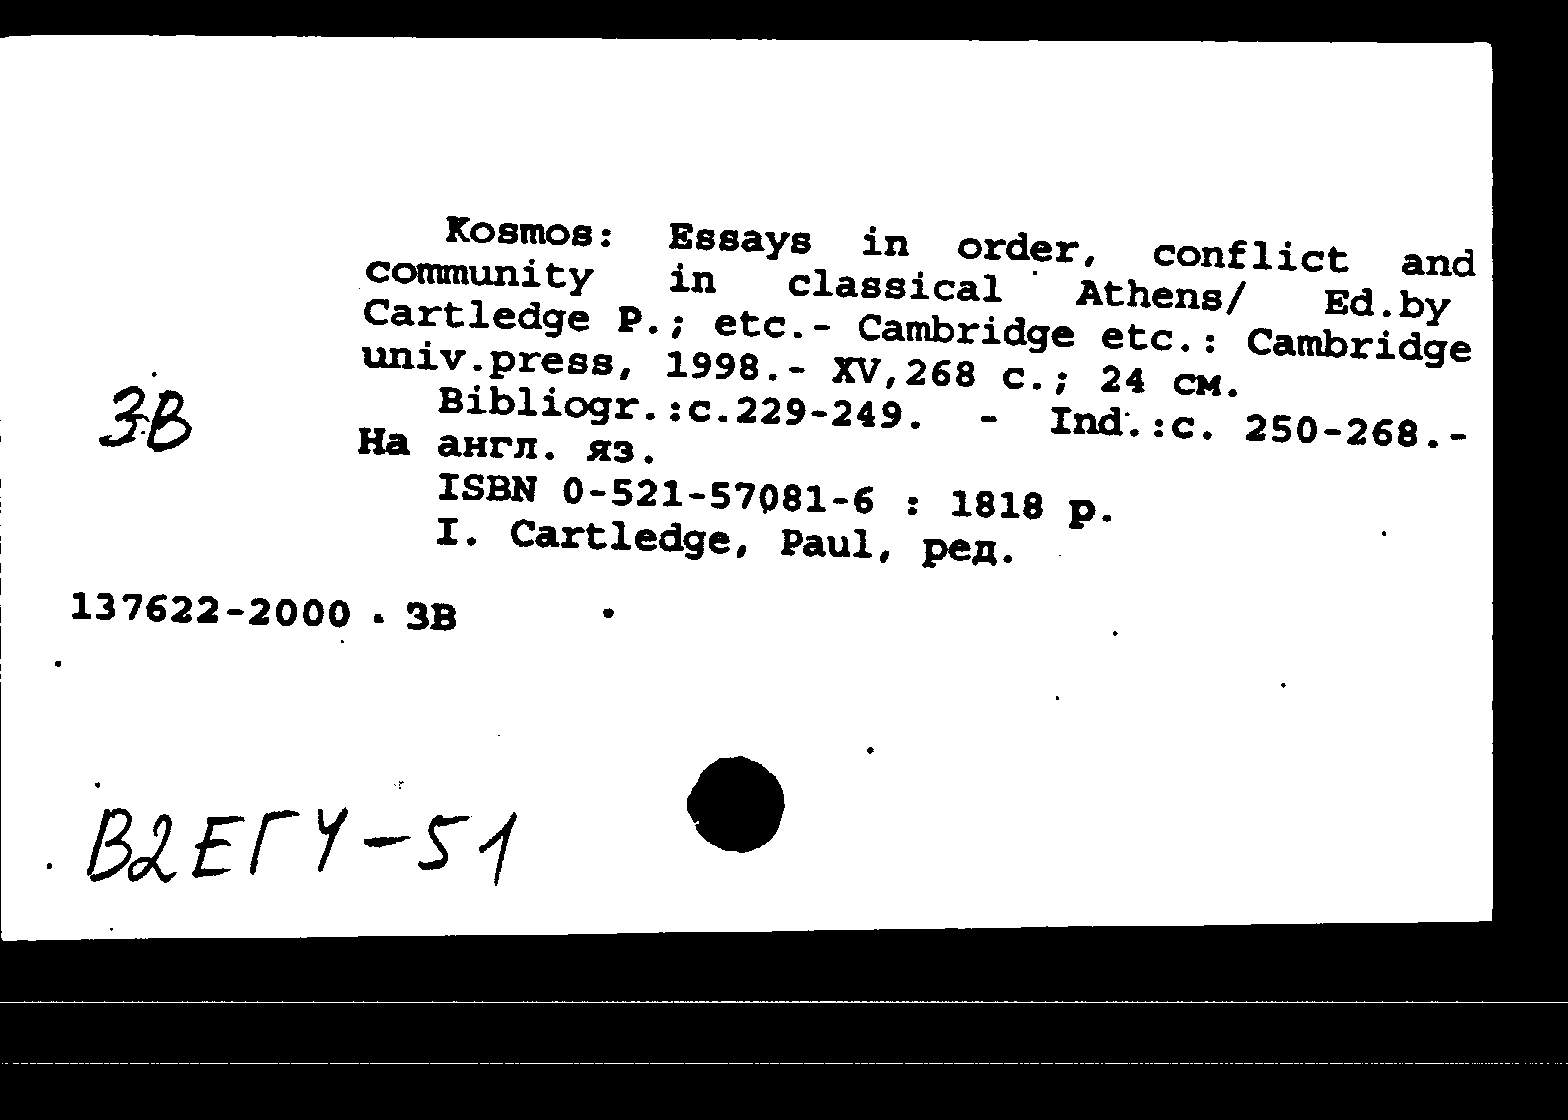 Kosmos: Essays in order, conflict and
community in classical Athens/ Ed.by
Cartledge P.; etc.- Cambridge etc.: Cambridge
univ.press, 1998.- XV,268 с.; 24 см.
Bibliogr.:с.229-249. - Ind.:с. 250-268.-
На англ. яз.
ISBN 0-521-57081-6 : 1818 р.
I. Cartledge, Paul, ред.
ЗВ
137622-2000 . ЗВ
В2ЕГ4-51